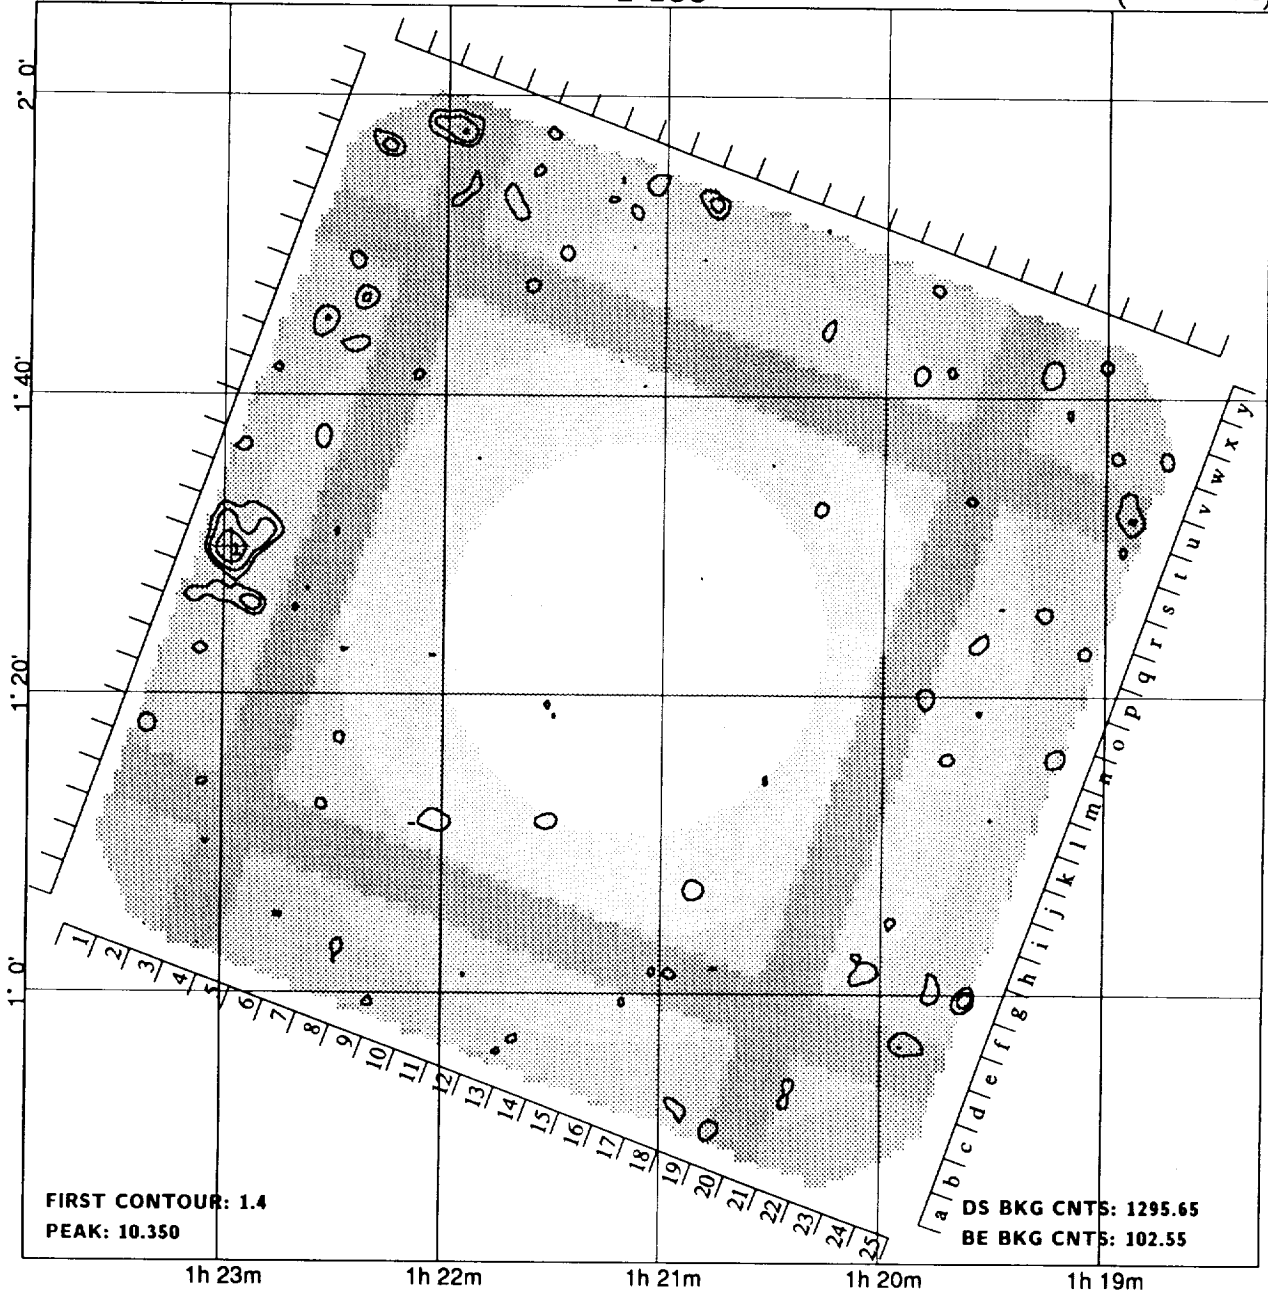 2° 0'
1° 40'
1° 20'
1° 0'
1 2 3 4 5 6 7 8 9 10 11 12 13 14 15 16 17 18 19 20 21 22 23 24 25
a b c d e f g h i j k l m n o p q r s t u v w x y
1
FIRST CONTOUR: 1.4
PEAK: 10.350
DS BKG CNTS: 1295.65
BE BKG CNTS: 102.55
1h 23m 1h 22m 1h 21m 1h 20m 1h 19m